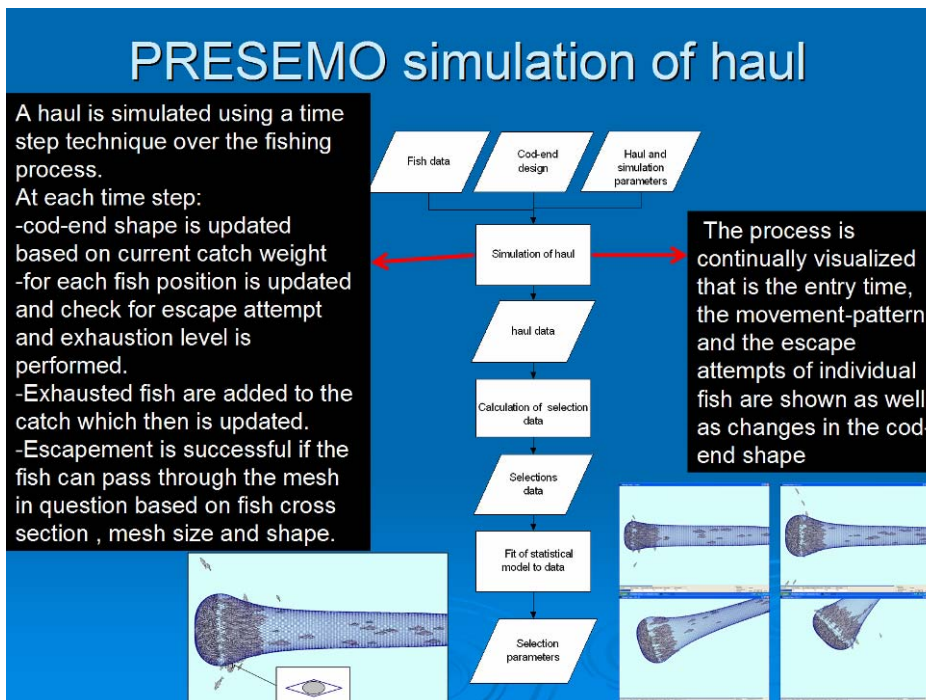 PRESEMO simulation of haul
A haul is simulated using a time
step technique over the fishing
process.
At each time step:
-cod-end shape is updated
based on current catch weight
-for each fish position is updated
and check for escape attempt
and exhaustion level is
performed.
-Exhausted fish are added to the
catch which then is updated.
-Escapement is successful if the
fish can pass through the mesh
in question based on fish cross
section , mesh size and shape.
Fish data
Cod-end
design
Haul and
simulation
parameters
Simulation of haul
haul data
Calculation of selection
data
Selections
data
Fit of statistical
model to data
Selection
parameters
The process is
continually visualized
that is the entry time,
the movement-pattern
and the escape
attempts of individual
fish are shown as well
as changes in the cod-
end shape